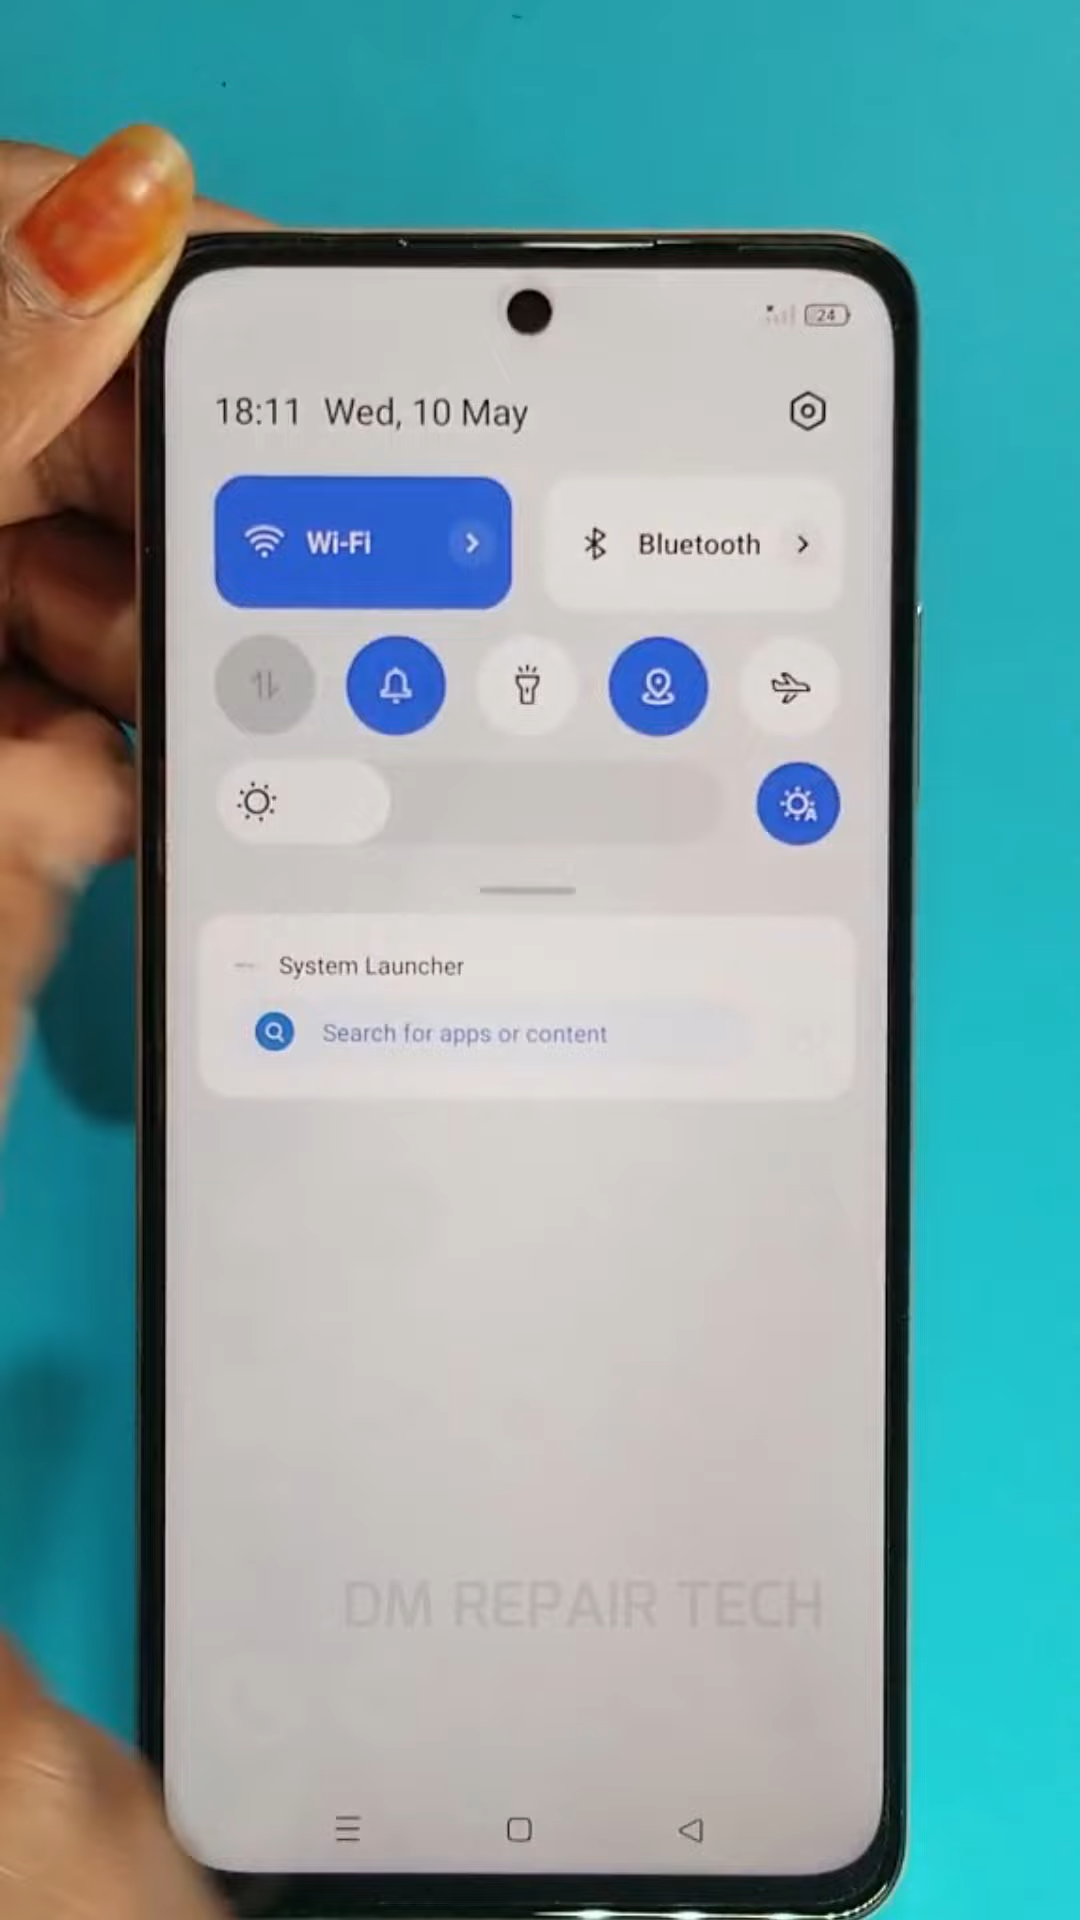 24
18:11 Wed, 10 May
Wi-Fi
Bluetooth
System Launcher
Search for apps or content
DM REPAIR TECH